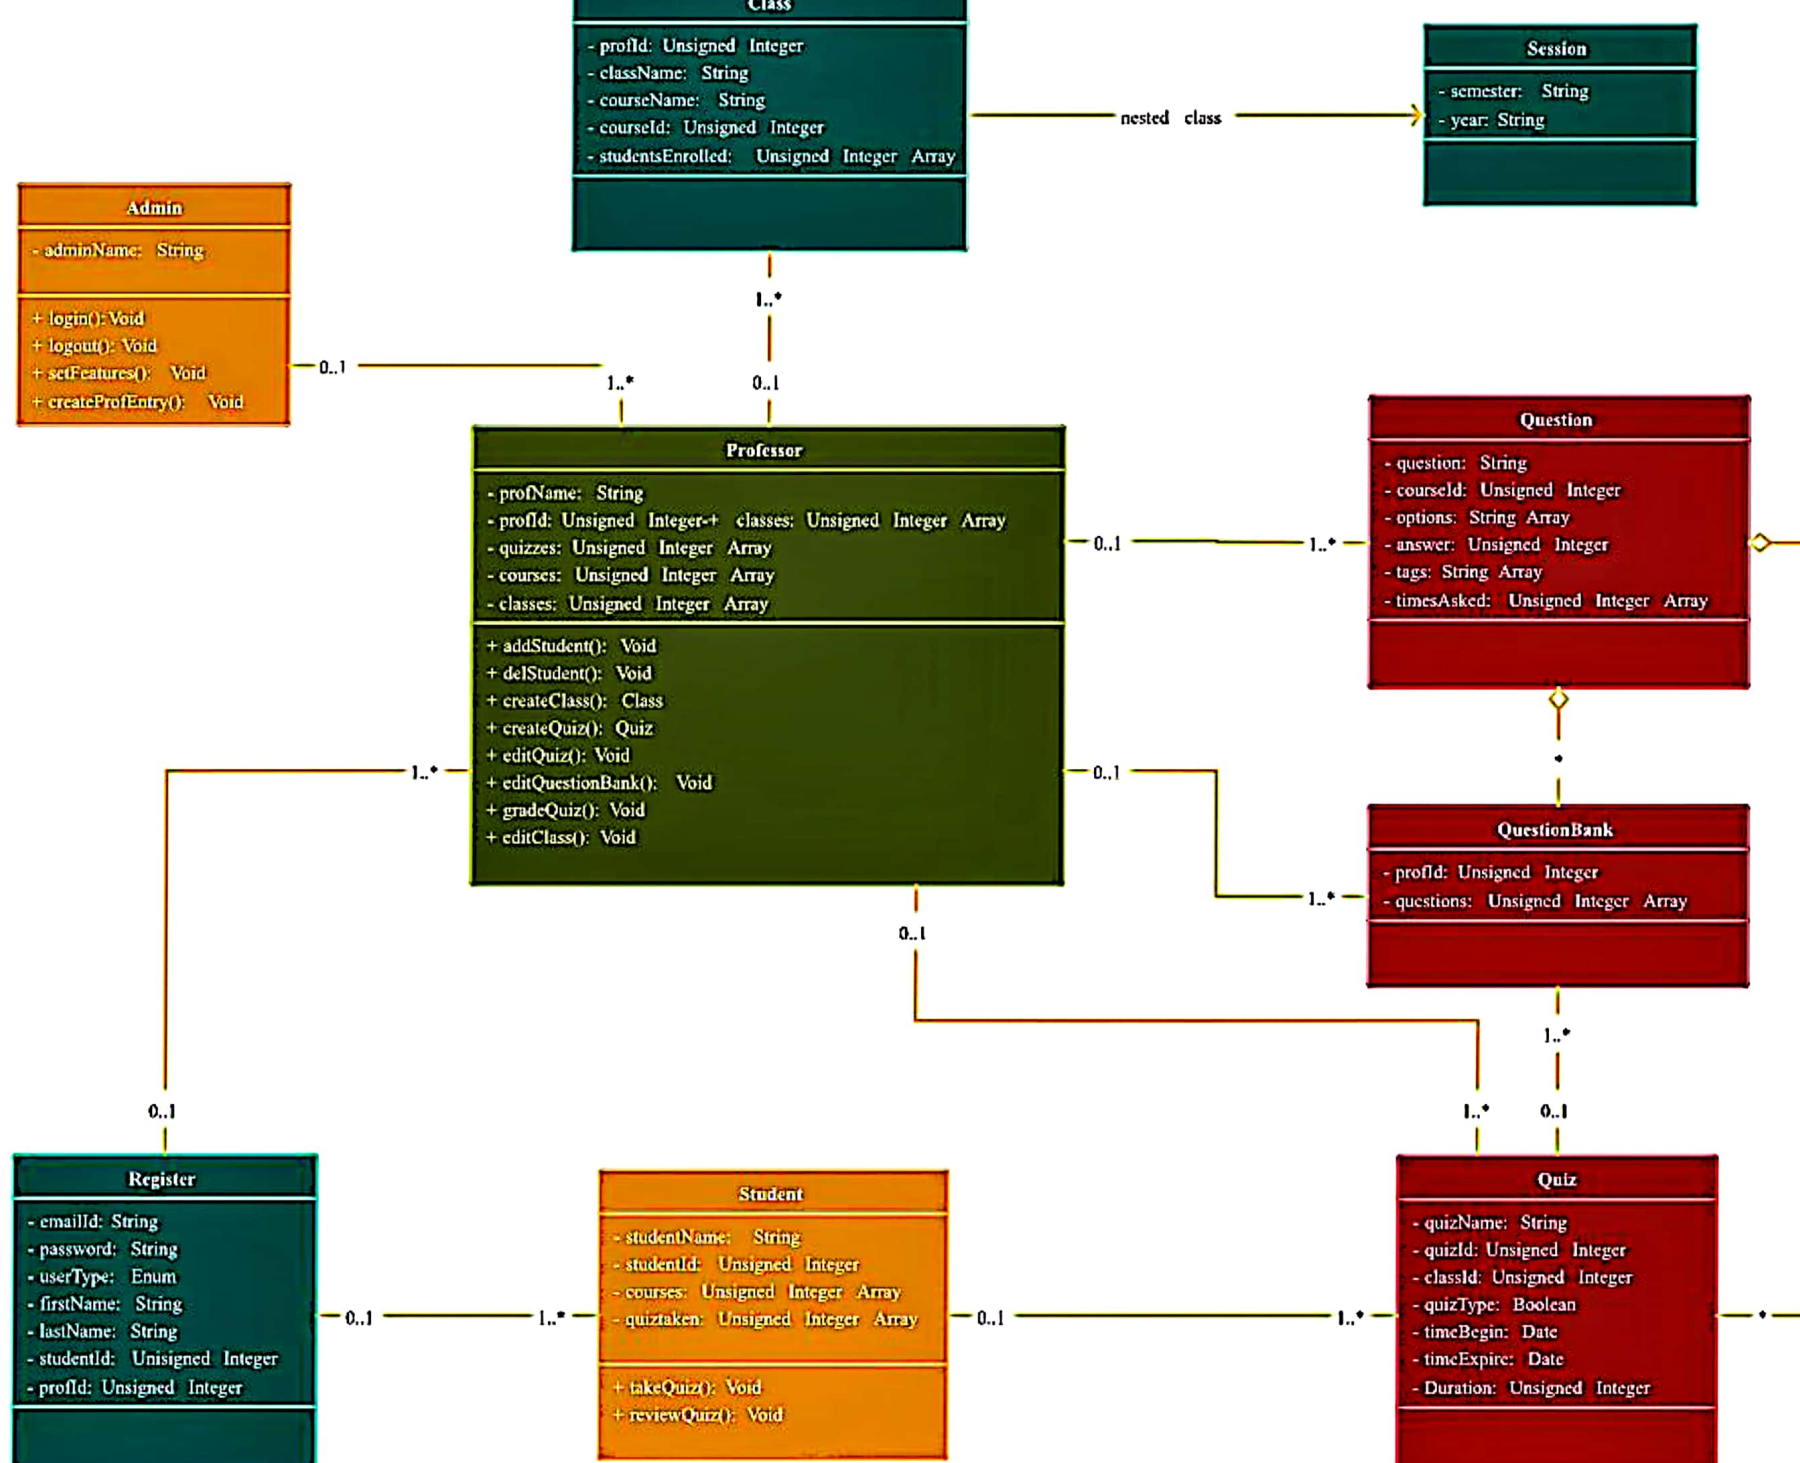 Class
- profId: Unsigned Integer
- className: String
- courseName: String
- courseId: Unsigned Integer
- studentsEnrolled: Unsigned Integer Array
nested class
Session
- semester: String
- year: String
Admin
- adminName: String
+ login():Void
+ logout(): Void
+ setFeatures(): Void
+ createProfEntry(): Void
0..1
1..*
1..*
0..1
Professor
- profName: String
- profId: Unsigned Integer-+ classes: Unsigned Integer Array
- quizzes: Unsigned Integer Array
- courses: Unsigned Integer Array
- classes: Unsigned Integer Array
+ addStudent(): Void
+ delStudent(): Void
+ createClass(): Class
+ createQuiz(): Quiz
+ editQuiz(): Void
+ editQuestionBank(): Void
+ gradeQuiz(): Void
+ editClass(): Void
0..1
1..*
Question
- question: String
- courseId: Unsigned Integer
- options: String Array
- answer: Unsigned Integer
- tags: String Array
- timesAsked: Unsigned Integer Array
*
0..1
1..*
QuestionBank
- profId: Unsigned Integer
- questions: Unsigned Integer Array
1..*
0..1
0..1
1..*
1..*
0..1
Register
- emailId: String
- password: String
- userType: Enum
- firstName: String
- lastName: String
- studentId: Unisigned Integer
- profId: Unsigned Integer
0..1
1..*
Student
- studentName: String
- studentId: Unsigned Integer
- courses: Unsigned Integer Array
- quiztaken: Unsigned Integer Array
+ takeQuiz(): Void
+ reviewQuiz(): Void
0..1
1..*
Quiz
- quizName: String
- quizId: Unsigned Integer
- classId: Unsigned Integer
- quizType: Boolean
- timeBegin: Date
- timeExpire: Date
- Duration: Unsigned Integer
*